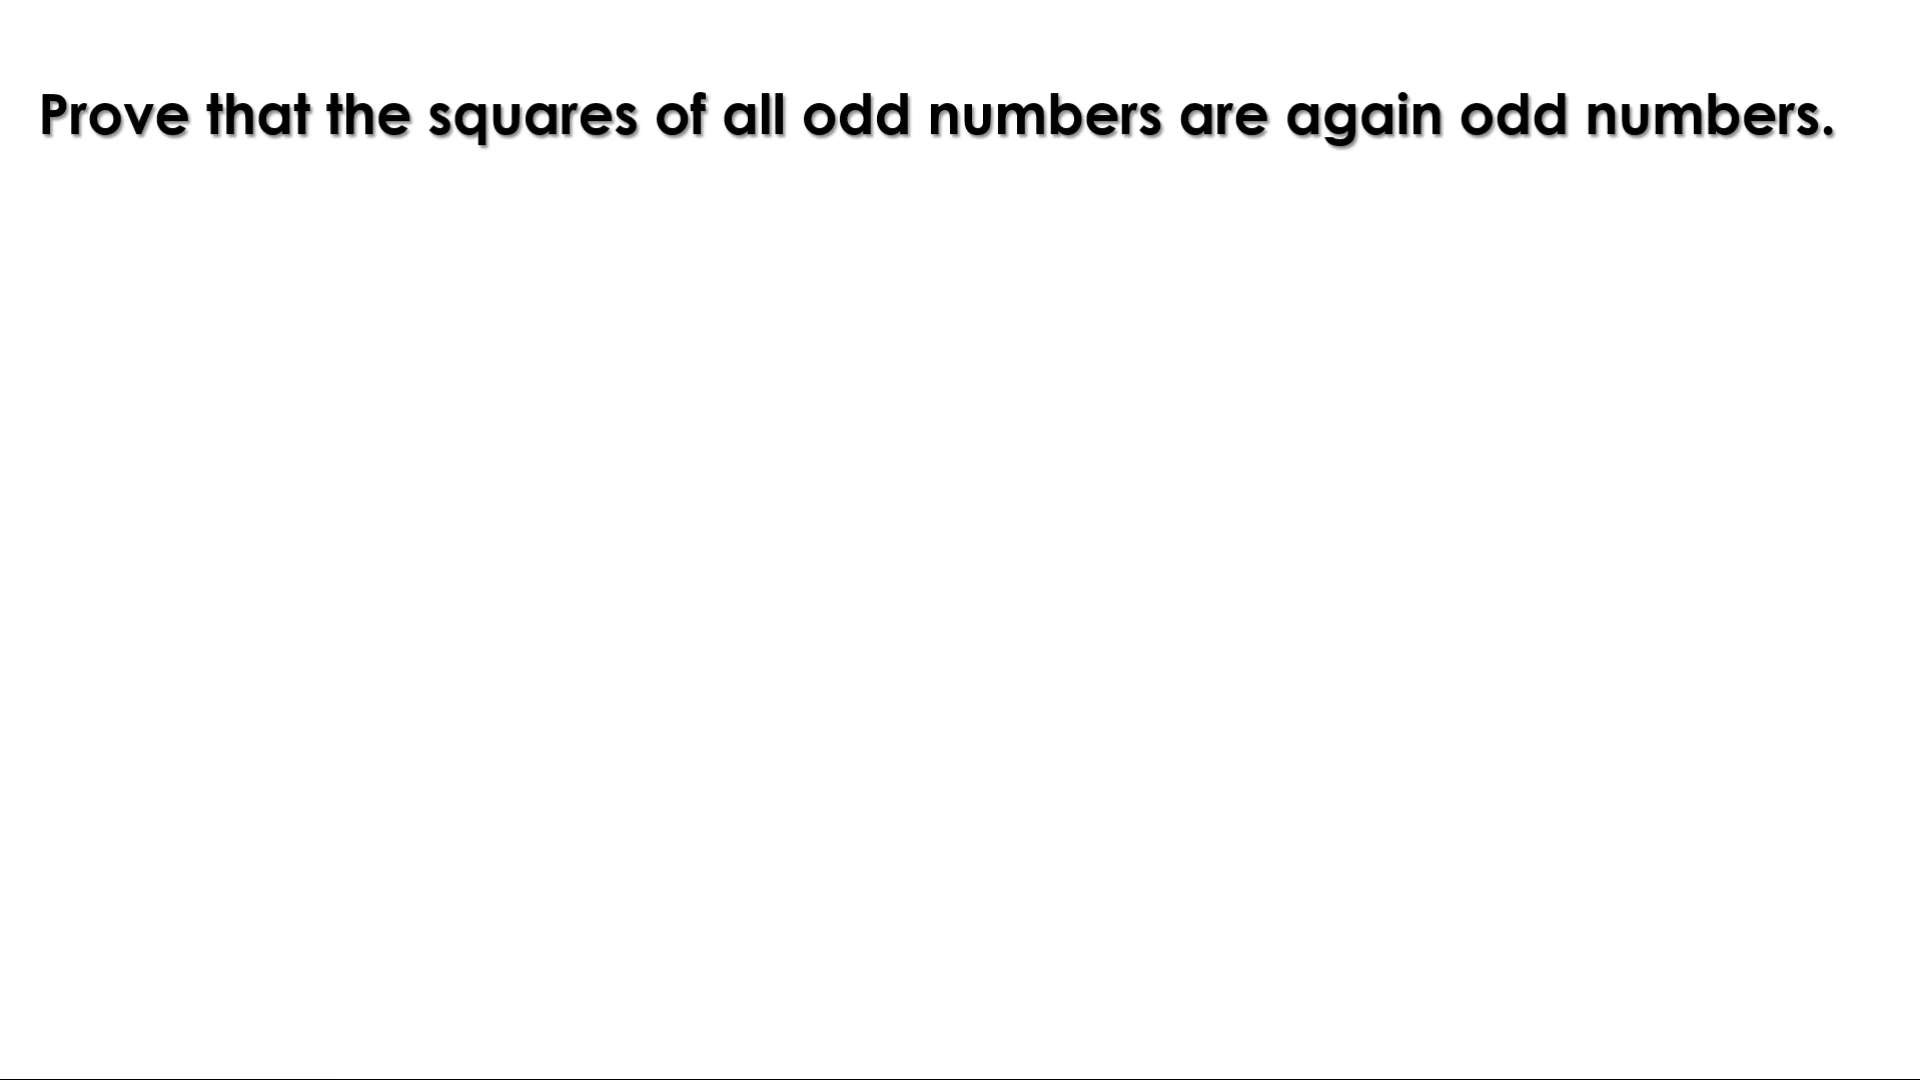 Prove that the squares of all odd numbers are again odd numbers.